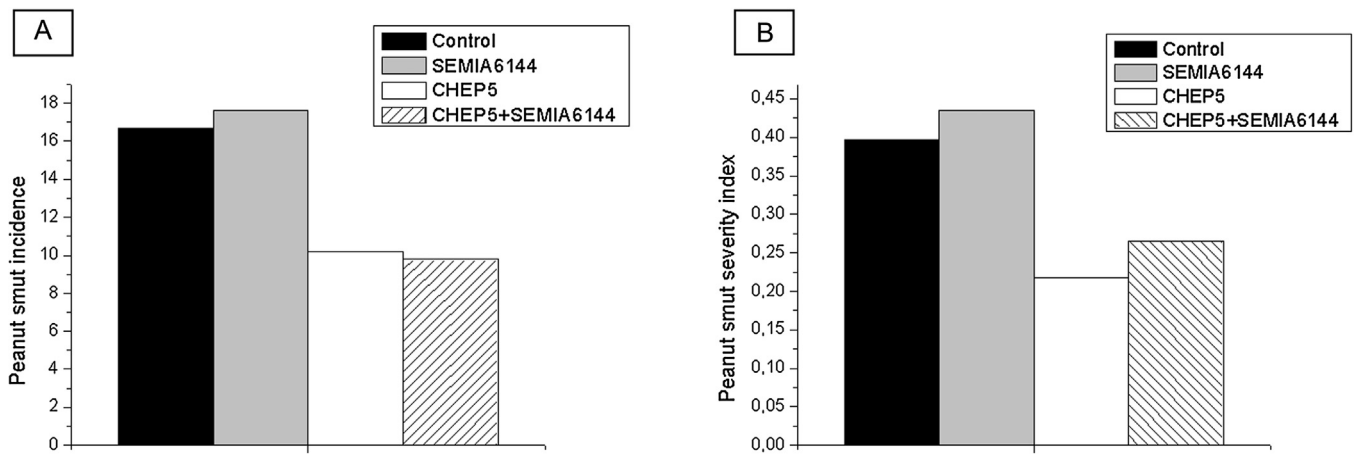 A
Control
SEMIA6144
CHEP5
CHEP5+SEMIA6144
Peanut smut incidence
18
16
14
12
10
8
6
4
2
0
B
Control
SEMIA6144
CHEP5
CHEP5+SEMIA6144
Peanut smut severity index
0,45
0,40
0,35
0,30
0,25
0,20
0,15
0,10
0,05
0,00